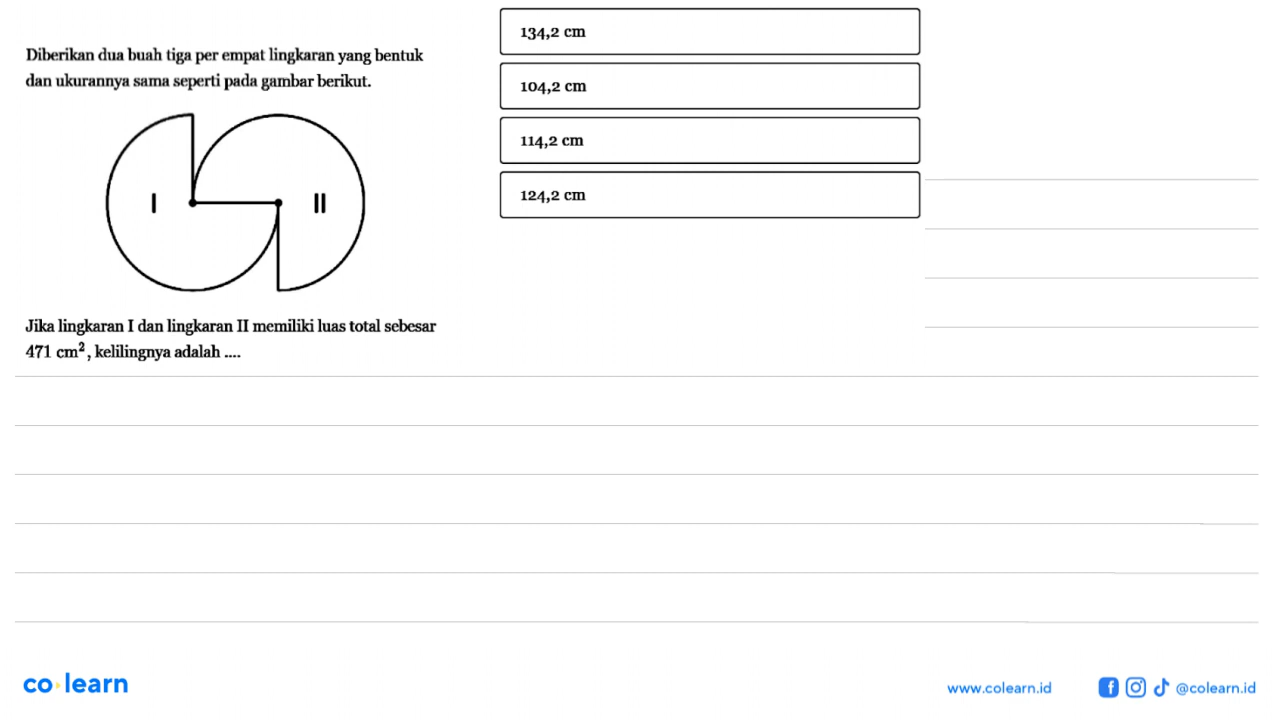 Diberikan dua buah tiga per empat lingkaran yang bentuk
dan ukurannya sama seperti pada gambar berikut.
I
II
Jika lingkaran I dan lingkaran II memiliki luas total sebesar
471 cm², kelilingnya adalah ....
134,2 cm
104,2 cm
114,2 cm
124,2 cm
co learn
www.colearn.id
@colearn.id